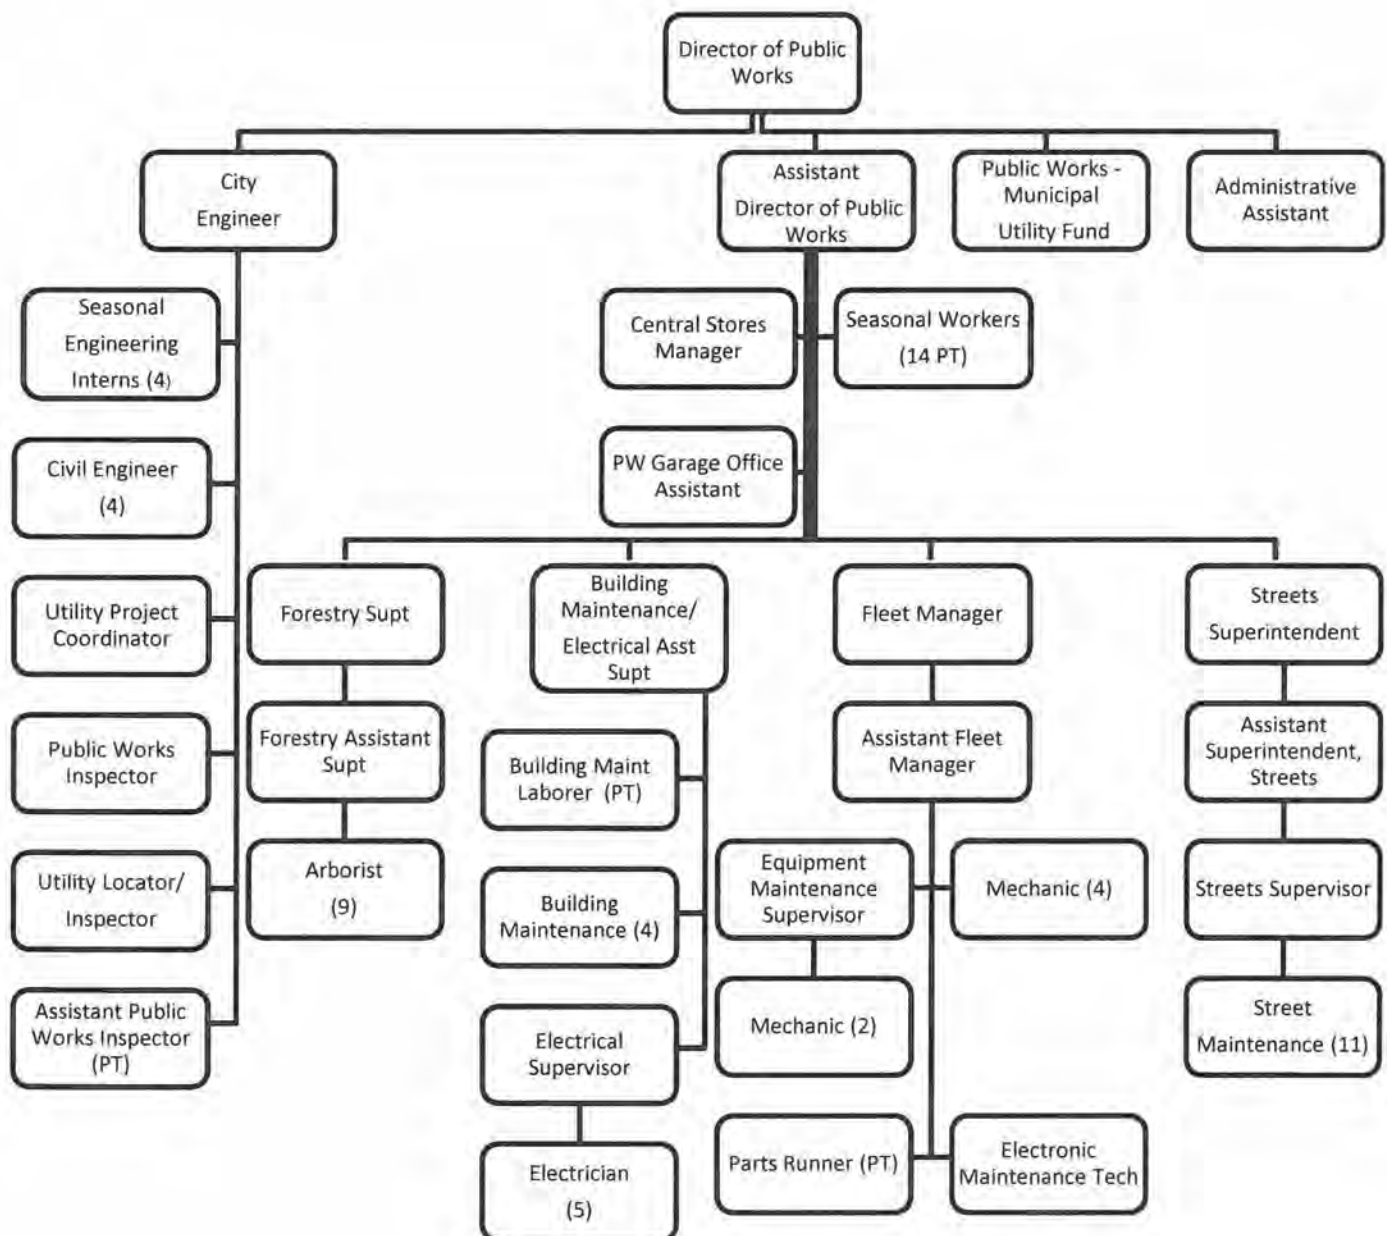 Director of Public
Works
City
Engineer
Assistant
Director of Public
Works
Public Works -
Municipal
Utility Fund
Administrative
Assistant
Seasonal
Engineering
Interns (4)
Central Stores
Manager
Seasonal Workers
(14 PT)
Civil Engineer
(4)
PW Garage Office
Assistant
Utility Project
Coordinator
Forestry Supt
Building
Maintenance/
Electrical Asst
Supt
Fleet Manager
Streets
Superintendent
Public Works
Inspector
Forestry Assistant
Supt
Building Maint
Laborer (PT)
Assistant Fleet
Manager
Assistant
Superintendent,
Streets
Utility Locator/
Inspector
Arborist
(9)
Building
Maintenance (4)
Equipment
Maintenance
Supervisor
Mechanic (4)
Streets Supervisor
Assistant Public
Works Inspector
(PT)
Electrical
Supervisor
Mechanic (2)
Street
Maintenance (11)
Electrician
(5)
Parts Runner (PT)
Electronic
Maintenance Tech